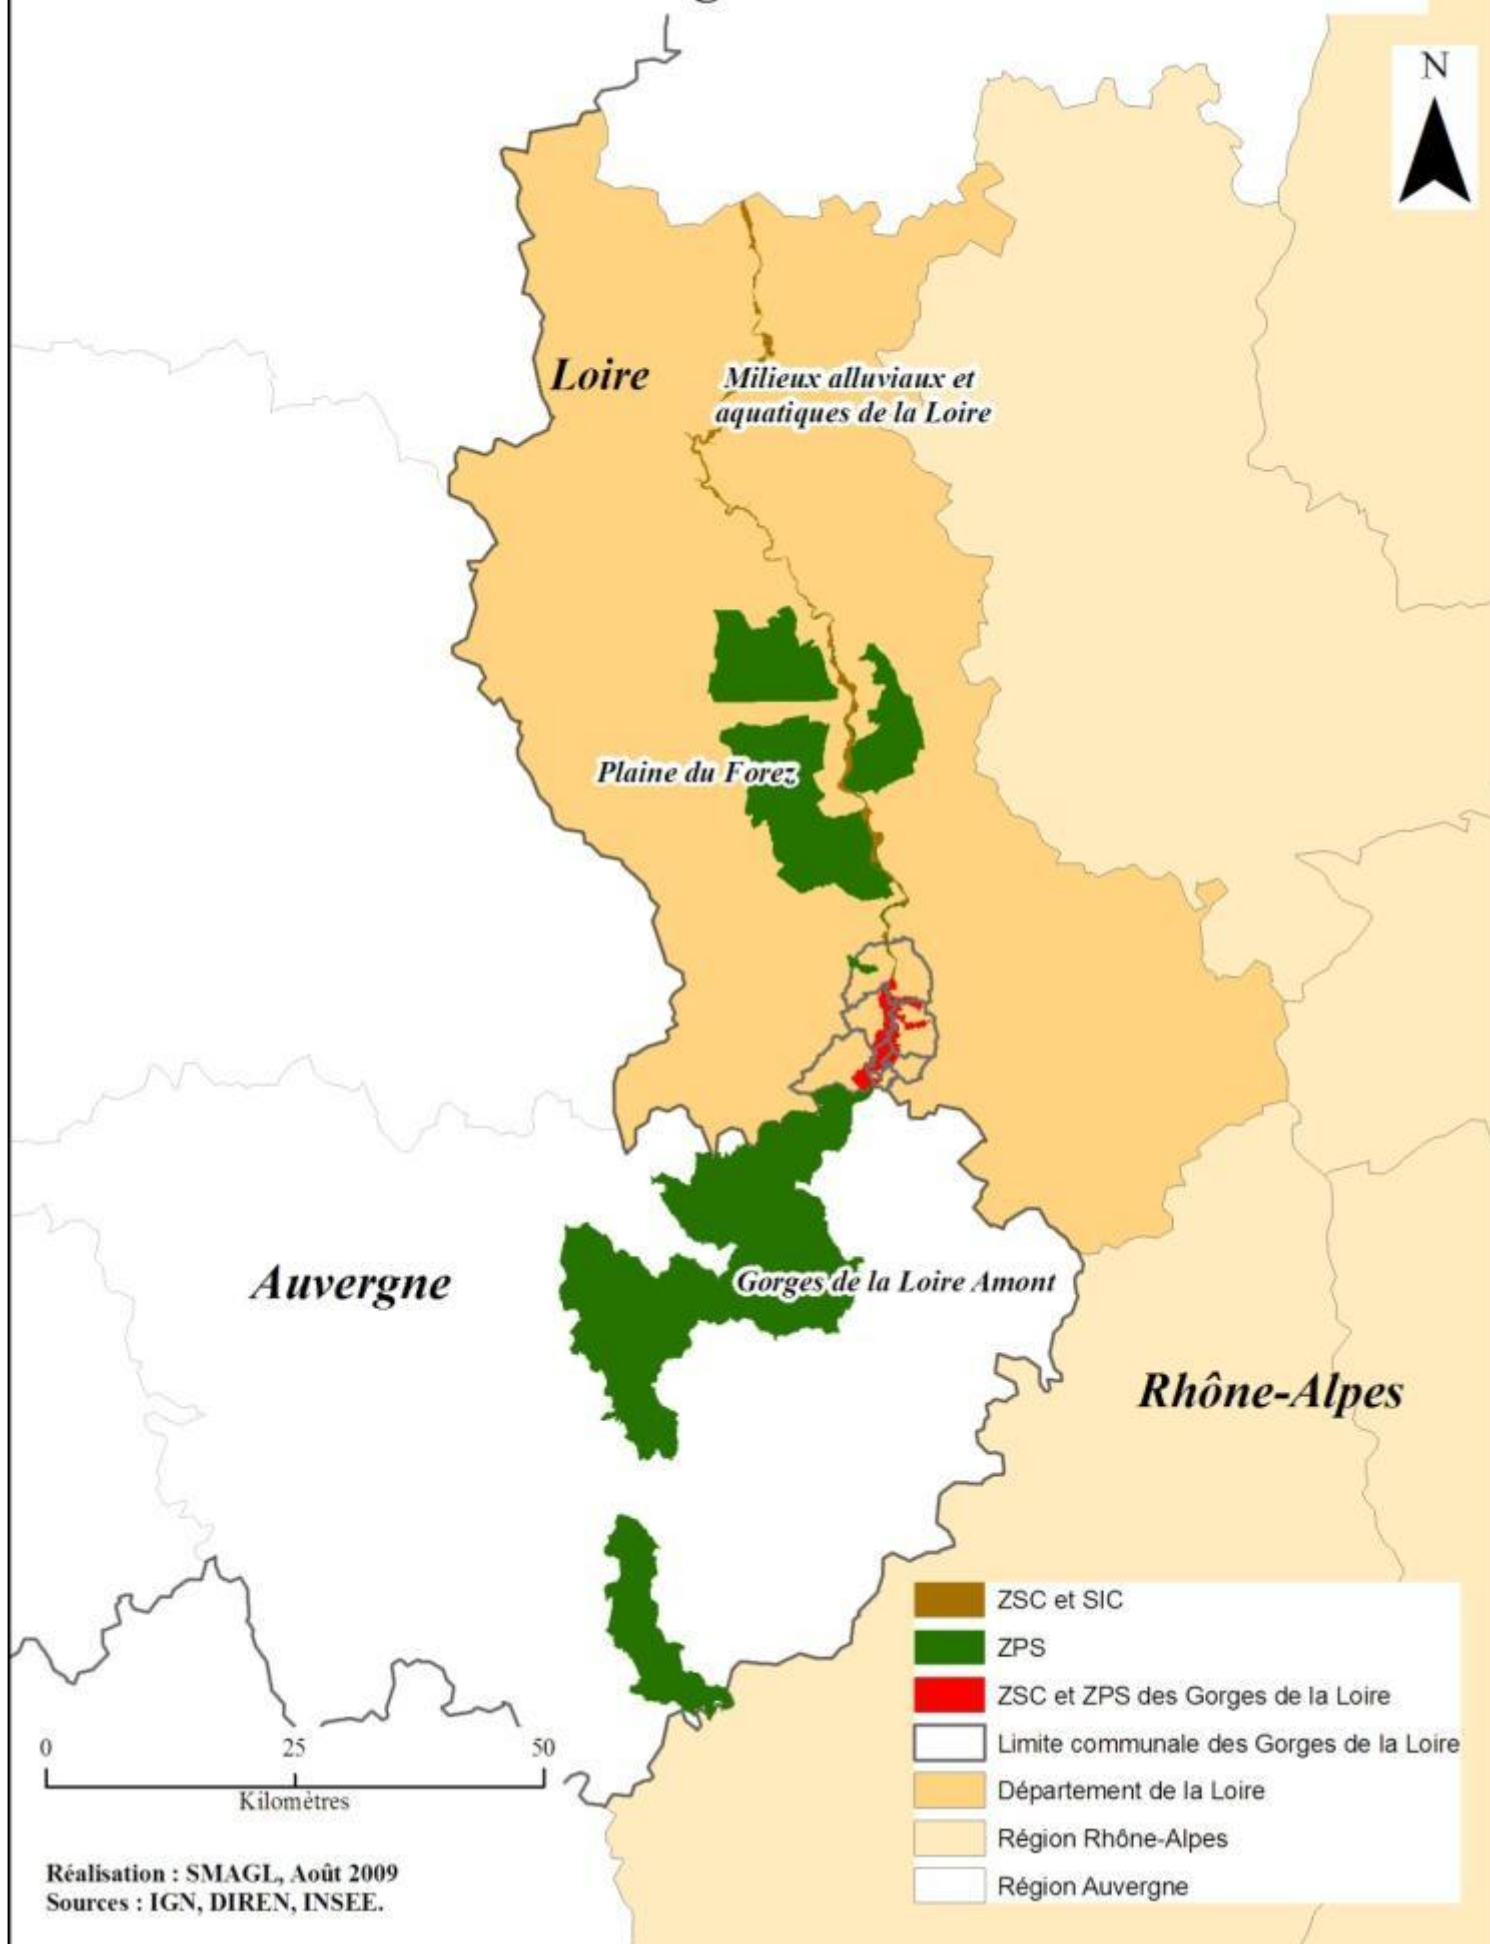 N
Loire
Milieux alluviaux et
aquatiques de la Loire
Plaine du Forez
Auvergne
Gorges de la Loire Amont
Rhône-Alpes
ZSC et SIC
ZPS
ZSC et ZPS des Gorges de la Loire
Limite communale des Gorges de la Loire
Département de la Loire
Région Rhône-Alpes
Région Auvergne
0 25 50
Kilomètres
Réalisation : SMAGL, Août 2009
Sources : IGN, DIREN, INSEE.